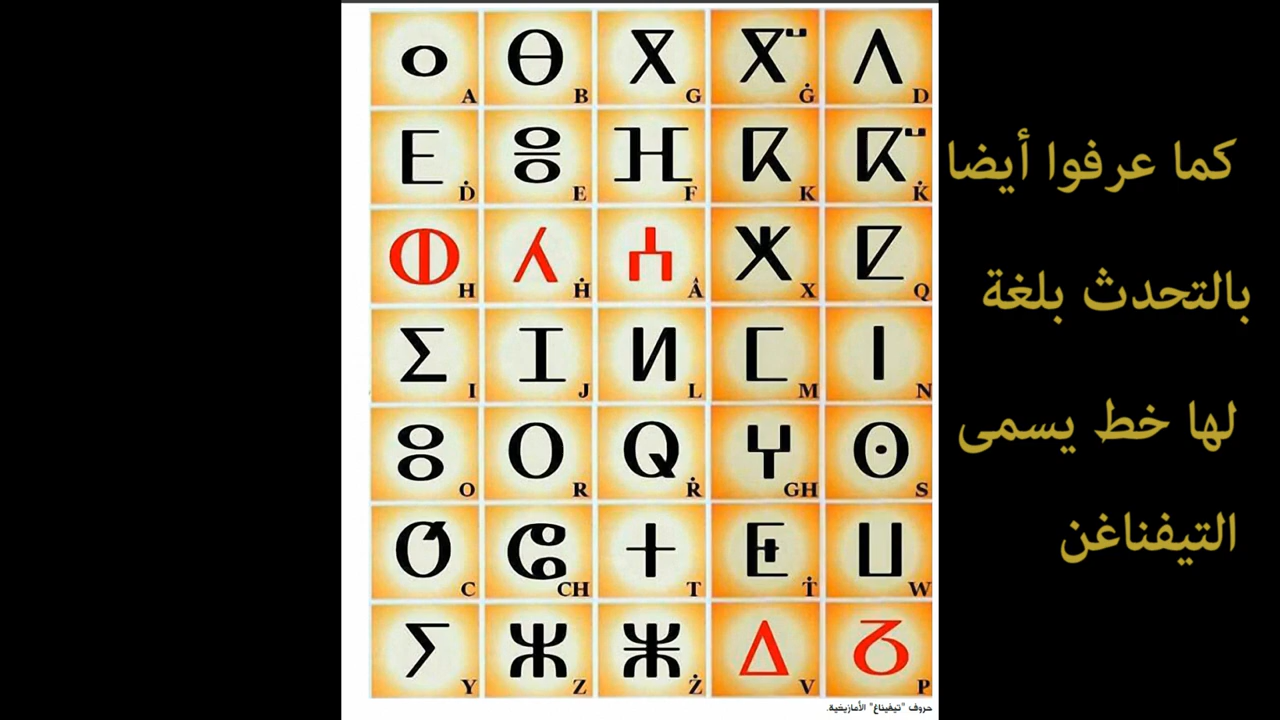 ⴰ A ⴱ B ⴳ G ⴳⵯ Ġ ⴷ D
ⴹ Ḋ ⴻ E ⴼ F ⴽ K ⴽⵯ K̇
ⵀ H ⵃ Ḣ ⵄ Â ⵅ X ⵇ Q
ⵉ I ⵊ J ⵍ L ⵎ M ⵏ N
ⵓ O ⵔ R ⵕ Ṙ ⵖ GH ⵙ S
ⵚ C ⵛ CH ⵜ T ⵟ Ṫ ⵡ W
ⵢ Y ⵣ Z ⵥ Ż ⴸ V ⵒ P
حروف "تيفيناغ" الأمازيغية
كما عرفوا أيضا
بالتحدث بلغة
لها خط يسمى
التيفناغن